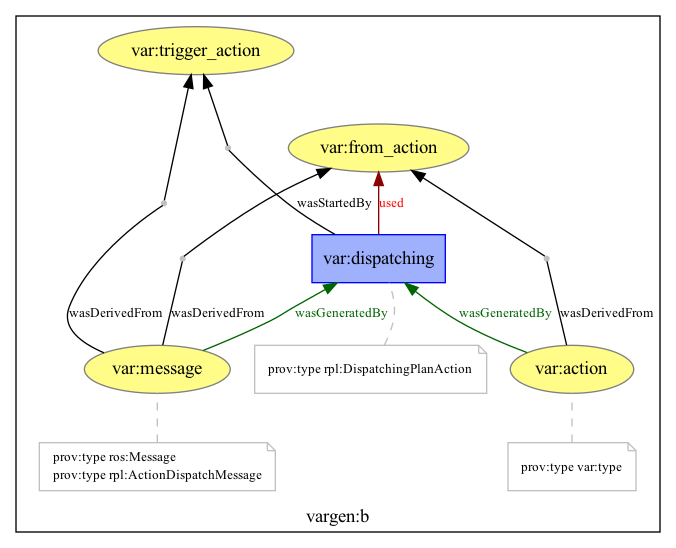 var:trigger_action
var:from_action
wasStartedBy
used
var:dispatching
wasDerivedFrom
wasDerivedFrom
wasGeneratedBy
wasGeneratedBy
wasDerivedFrom
var:message
prov:type rpl:DispatchingPlanAction
var:action
prov:type ros:Message
prov:type rpl:ActionDispatchMessage
prov:type var:type
vargen:b